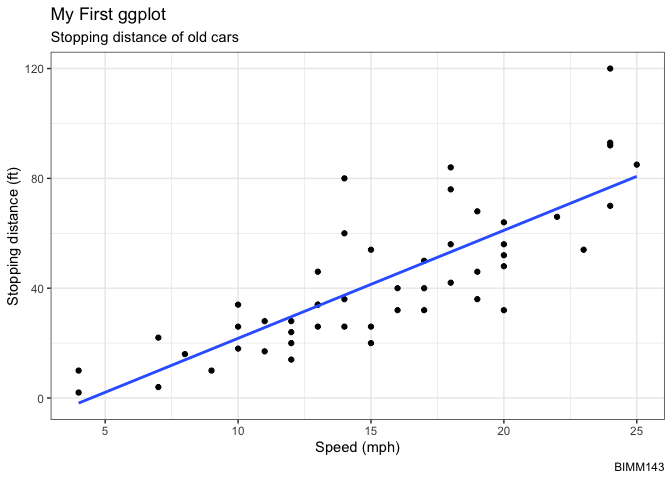 My First ggplot
Stopping distance of old cars
Stopping distance (ft)
120
80
40
0
5 10 15 20 25
Speed (mph)
BIMM143